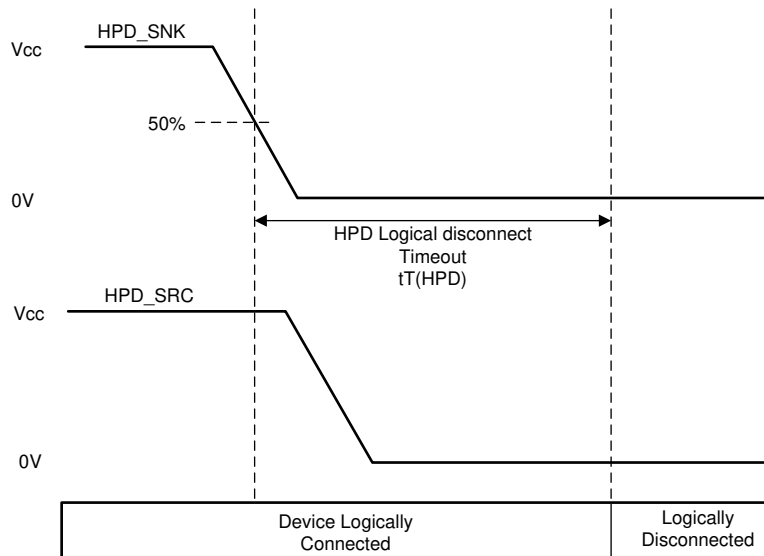 HPD_SNK
Vcc
50%
0V
HPD Logical disconnect
Timeout
tT(HPD)
HPD_SRC
Vcc
0V
Device Logically
Connected
Logically
Disconnected